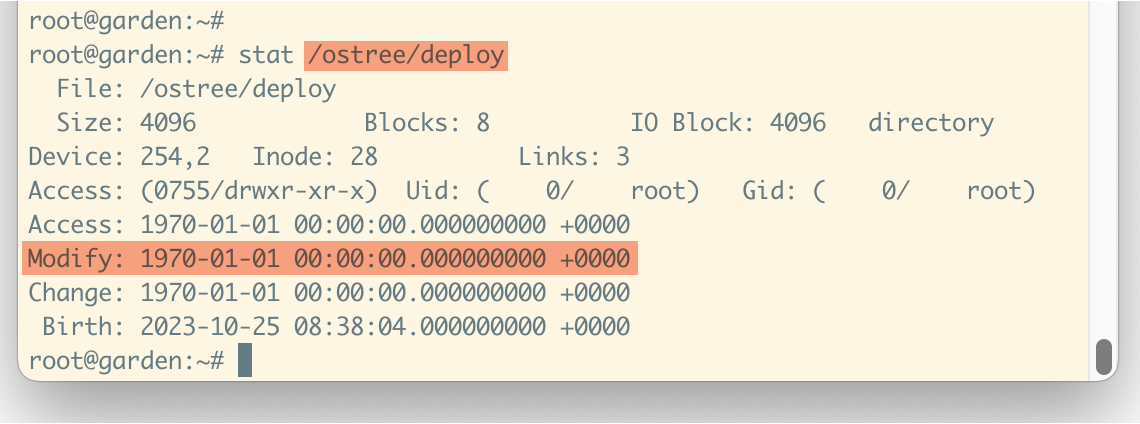 root@garden:~#
root@garden:~# stat /ostree/deploy
  File: /ostree/deploy
  Size: 4096            Blocks: 8          IO Block: 4096   directory
Device: 254,2   Inode: 28          Links: 3
Access: (0755/drwxr-xr-x)  Uid: (    0/    root)   Gid: (    0/    root)
Access: 1970-01-01 00:00:00.000000000 +0000
Modify: 1970-01-01 00:00:00.000000000 +0000
Change: 1970-01-01 00:00:00.000000000 +0000
 Birth: 2023-10-25 08:38:04.000000000 +0000
root@garden:~#